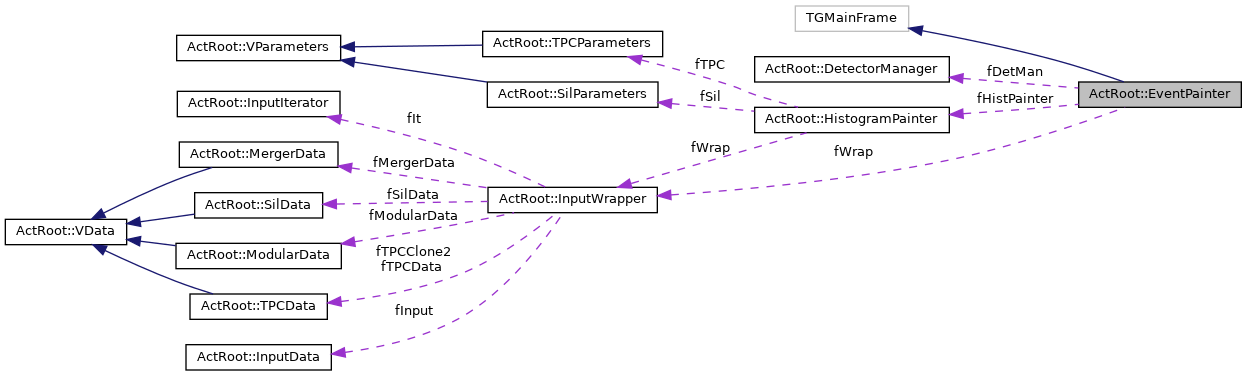 TGMainFrame
ActRoot::VParameters
ActRoot::TPCParameters
fTPC
ActRoot::DetectorManager
fDetMan
ActRoot::EventPainter
ActRoot::SilParameters
fSil
fHistPainter
ActRoot::InputIterator
fIt
ActRoot::HistogramPainter
fWrap
fWrap
ActRoot::MergerData
fMergerData
fSilData
ActRoot::SilData
ActRoot::InputWrapper
fModularData
ActRoot::VData
ActRoot::ModularData
fTPCClone2
fTPCData
ActRoot::TPCData
fInput
ActRoot::InputData